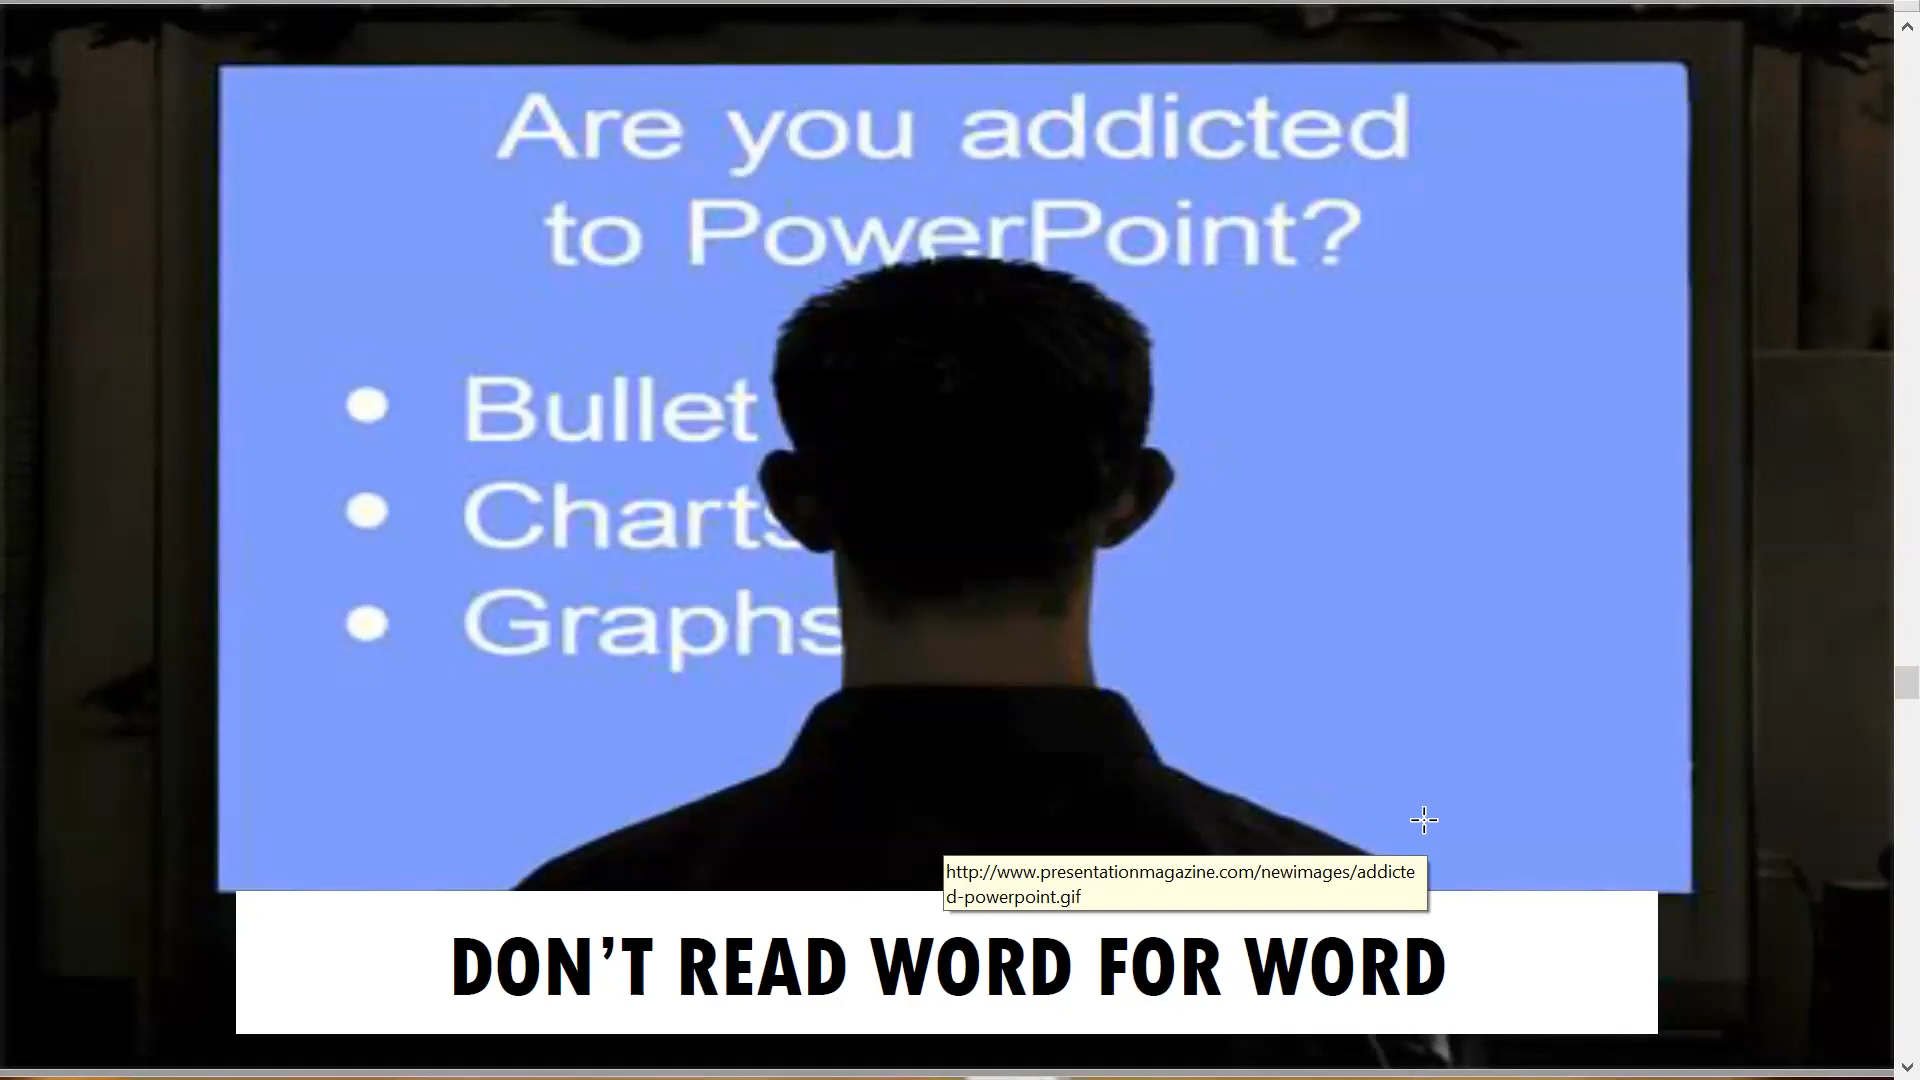 Are you addicted
to PowerPoint?
• Bullet
• Charts
• Graphs
http://www.presentationmagazine.com/newimages/addicte
d-powerpoint.gif
DON’T READ WORD FOR WORD